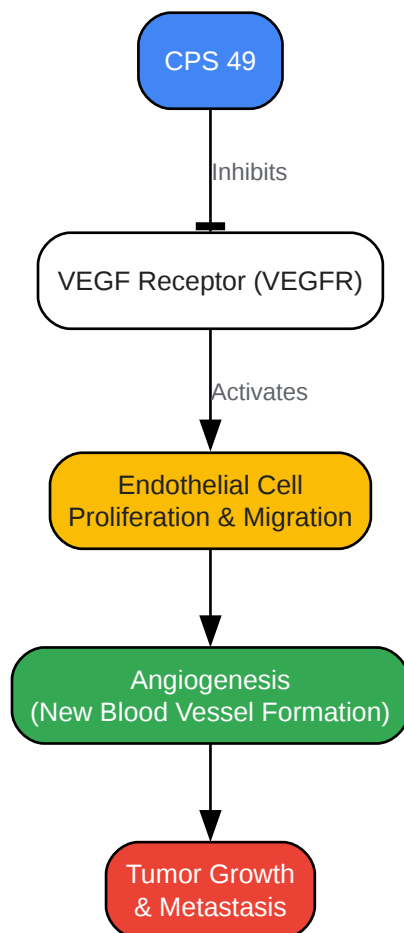 CPS 49
Inhibits
VEGF Receptor (VEGFR)
Activates
Endothelial Cell
Proliferation & Migration
Angiogenesis
(New Blood Vessel Formation)
Tumor Growth
& Metastasis